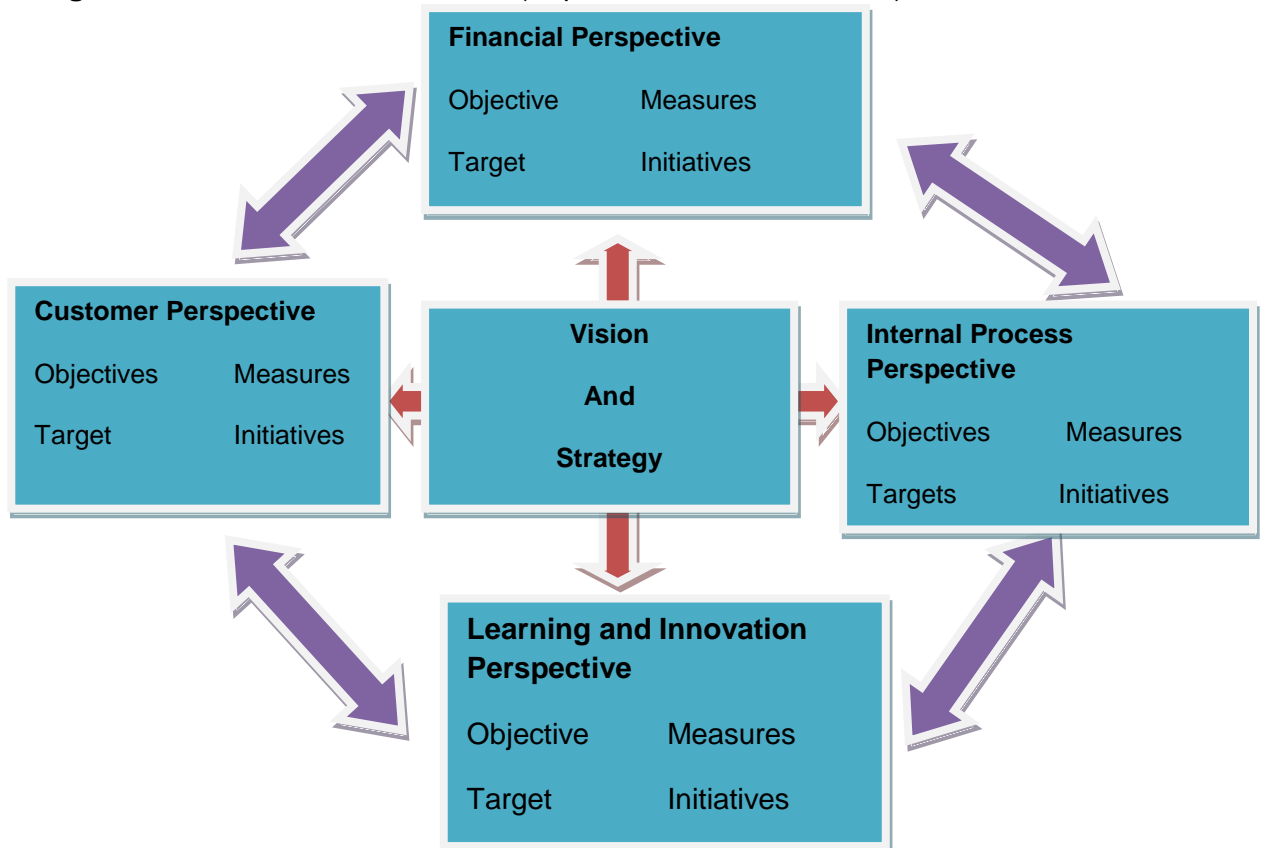 Financial Perspective
Objective Measures
Target Initiatives
Customer Perspective
Objectives Measures
Target Initiatives
Vision
And
Strategy
Internal Process
Perspective
Objectives Measures
Targets Initiatives
Learning and Innovation
Perspective
Objective Measures
Target Initiatives